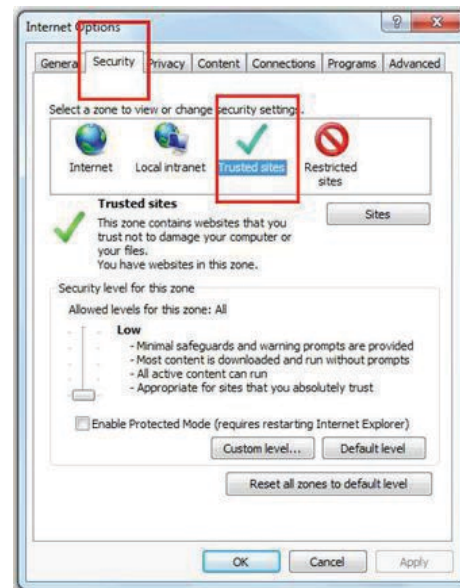 Internet Options
General Security Privacy Content Connections Programs Advanced
Select a zone to view or change security settings.
Internet Local intranet Trusted sites Restricted
sites
Trusted sites
Sites
This zone contains websites that you
trust not to damage your computer or
your files.
You have websites in this zone.
Security level for this zone
Allowed levels for this zone: All
Low
- Minimal safeguards and warning prompts are provided
- Most content is downloaded and run without prompts
- All active content can run
- Appropriate for sites that you absolutely trust
Enable Protected Mode (requires restarting Internet Explorer)
Custom level... Default level
Reset all zones to default level
OK Cancel Apply